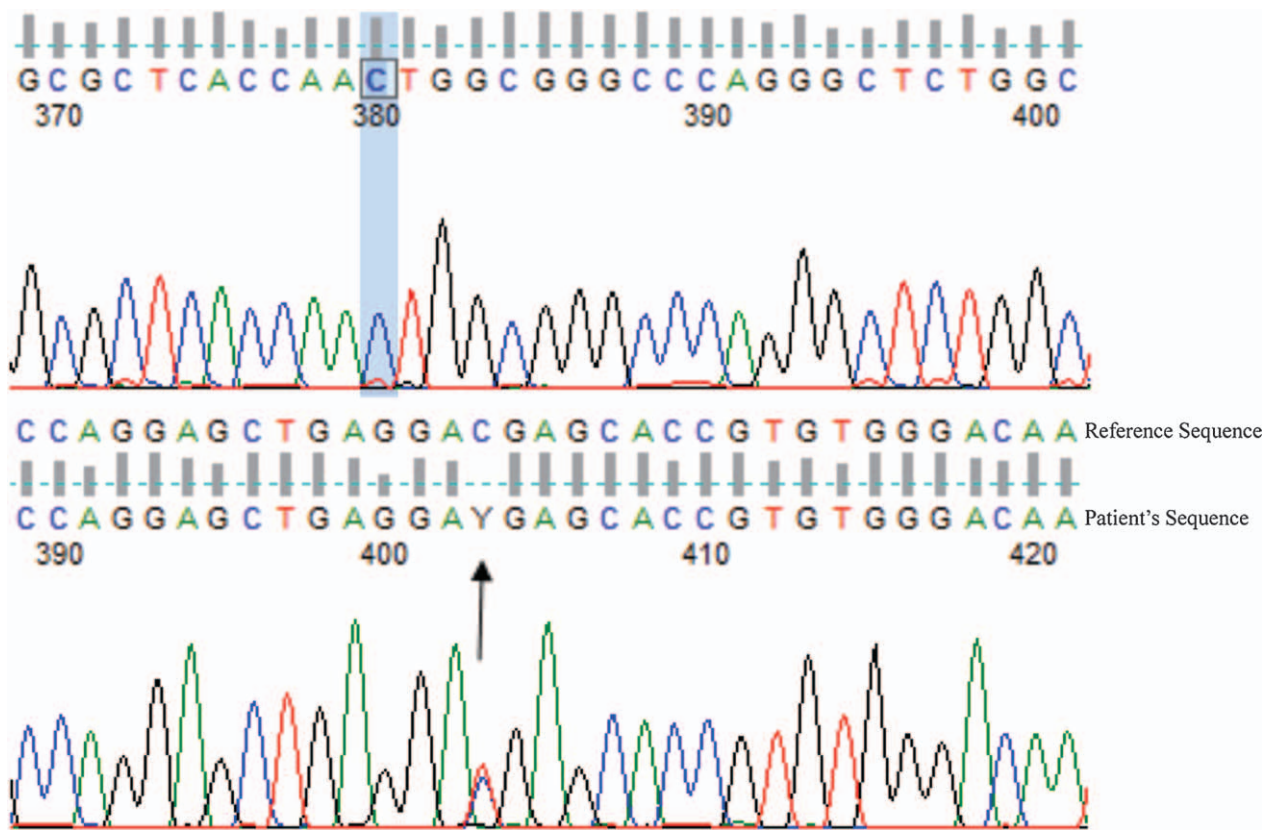 GCGCTCACCAACTGGCGGGCCCAGGGCTCTGGC
370 380 390 400
CCAGGAGCTGAGGACGAGCACCGTGTGGGACAA Reference Sequence
CCAGGAGCTGAGGAYGAGCACCGTGTGGGACAA Patient's Sequence
390 400 410 420